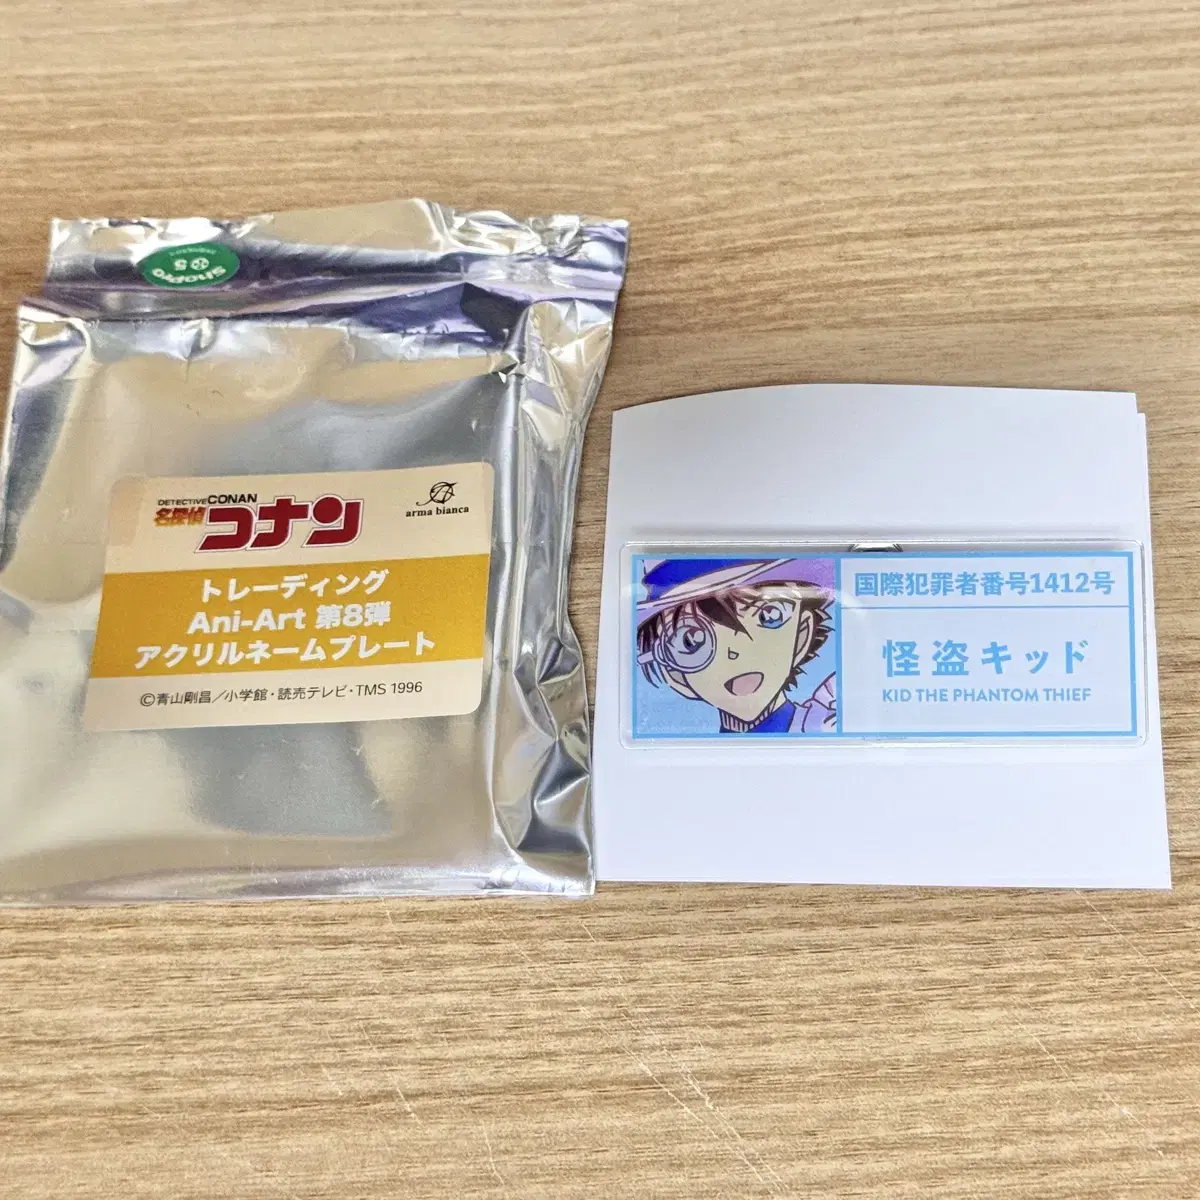 ShoPro
5
DETECTIVE CONAN
名探偵コナン
arma bianca
トレーディング
Ani-Art 第8弾
アクリルネームプレート
©青山剛昌／小学館・読売テレビ・TMS 1996
国際犯罪者番号1412号
怪盗キッド
KID THE PHANTOM THIEF